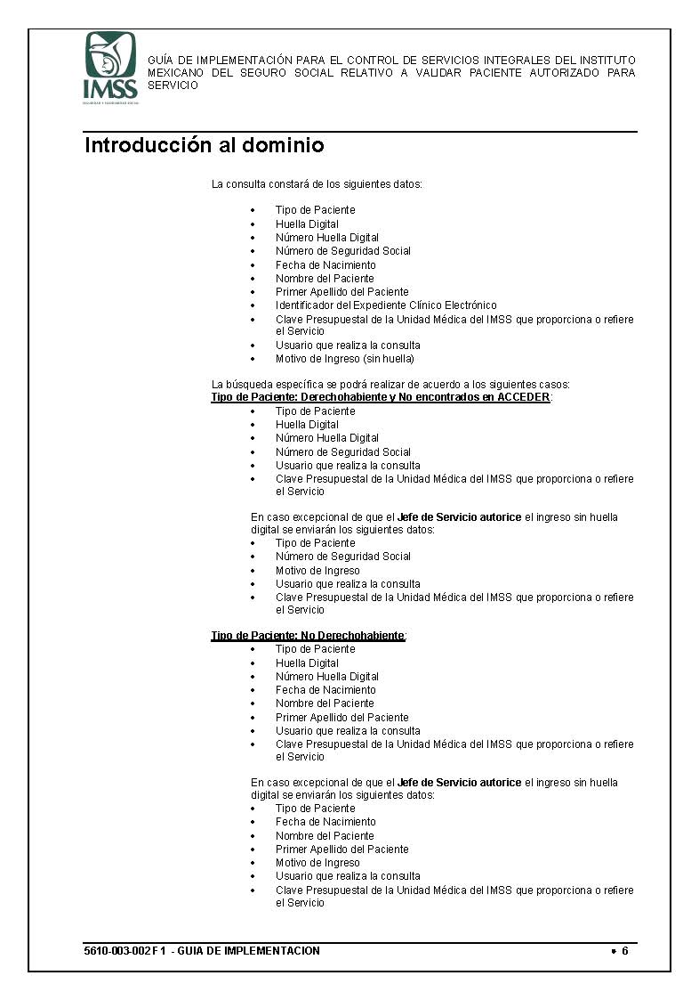 GUÍA DE IMPLEMENTACIÓN PARA EL CONTROL DE SERVICIOS INTEGRALES DEL INSTITUTO
MEXICANO DEL SEGURO SOCIAL RELATIVO A VALIDAR PACIENTE AUTORIZADO PARA
SERVICIO
IMSS
SEGURIDAD Y SOLIDARIDAD SOCIAL
Introducción al dominio
La consulta constará de los siguientes datos:
• Tipo de Paciente
• Huella Digital
• Número Huella Digital
• Número de Seguridad Social
• Fecha de Nacimiento
• Nombre del Paciente
• Primer Apellido del Paciente
• Identificador del Expediente Clínico Electrónico
• Clave Presupuestal de la Unidad Médica del IMSS que proporciona o refiere
el Servicio
• Usuario que realiza la consulta
• Motivo de Ingreso (sin huella)
La búsqueda específica se podrá realizar de acuerdo a los siguientes casos:
Tipo de Paciente: Derechohabiente y No encontrados en ACCEDER:
• Tipo de Paciente
• Huella Digital
• Número Huella Digital
• Número de Seguridad Social
• Usuario que realiza la consulta
• Clave Presupuestal de la Unidad Médica del IMSS que proporciona o refiere
el Servicio
En caso excepcional de que el Jefe de Servicio autorice el ingreso sin huella
digital se enviarán los siguientes datos:
• Tipo de Paciente
• Número de Seguridad Social
• Motivo de Ingreso
• Usuario que realiza la consulta
• Clave Presupuestal de la Unidad Médica del IMSS que proporciona o refiere
el Servicio
Tipo de Paciente: No Derechohabiente:
• Tipo de Paciente
• Huella Digital
• Número Huella Digital
• Fecha de Nacimiento
• Nombre del Paciente
• Primer Apellido del Paciente
• Usuario que realiza la consulta
• Clave Presupuestal de la Unidad Médica del IMSS que proporciona o refiere
el Servicio
En caso excepcional de que el Jefe de Servicio autorice el ingreso sin huella
digital se enviarán los siguientes datos:
• Tipo de Paciente
• Fecha de Nacimiento
• Nombre del Paciente
• Primer Apellido del Paciente
• Motivo de Ingreso
• Usuario que realiza la consulta
• Clave Presupuestal de la Unidad Médica del IMSS que proporciona o refiere
el Servicio
5610-003-002 F 1 - GUIA DE IMPLEMENTACION • 6